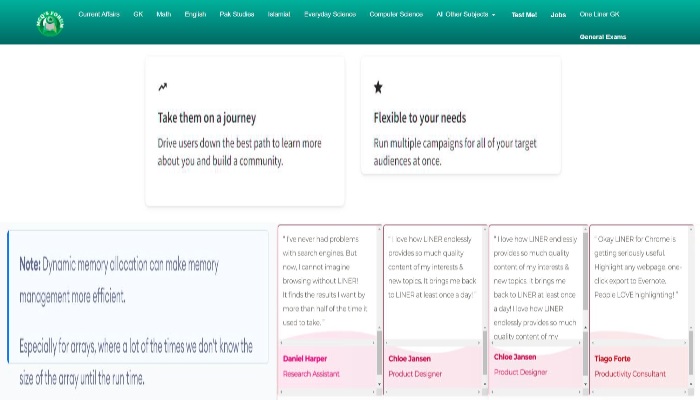 MCQ'S FORUM
Current Affairs GK Math English Pak Studies Islamiat Everyday Science Computer Science All Other Subjects Test Me! Jobs One Liner GK
General Exams
Take them on a journey
Drive users down the best path to learn more
about you and build a community.
Flexible to your needs
Run multiple campaigns for all of your target
audiences at once.
Note: Dynamic memory allocation can make memory
management more efficient.
Especially for arrays, where a lot of the times we don't know the
size of the array until the run time.
" I've never had problems
with search engines. But
now, I cannot imagine
browsing without LINER!
It finds the results I want by
more than half of the time it
used to take. "
Daniel Harper
Research Assistant
" I love how LINER endlessly
provides so much quality
content of my interests &
new topics. It brings me back
to LINER at least once a day! "
Chloe Jansen
Product Designer
" I love how LINER endlessly
provides so much quality
content of my interests &
new topics. It brings me
back to LINER at least once
a day! I love how LINER
endlessly provides so much
quality content of my
Chloe Jansen
Product Designer
" Okay LINER for Chrome is
getting seriously useful.
Highlight any webpage, one-
click export to Evernote.
People LOVE highlighting! "
Tiago Forte
Productivity Consultant